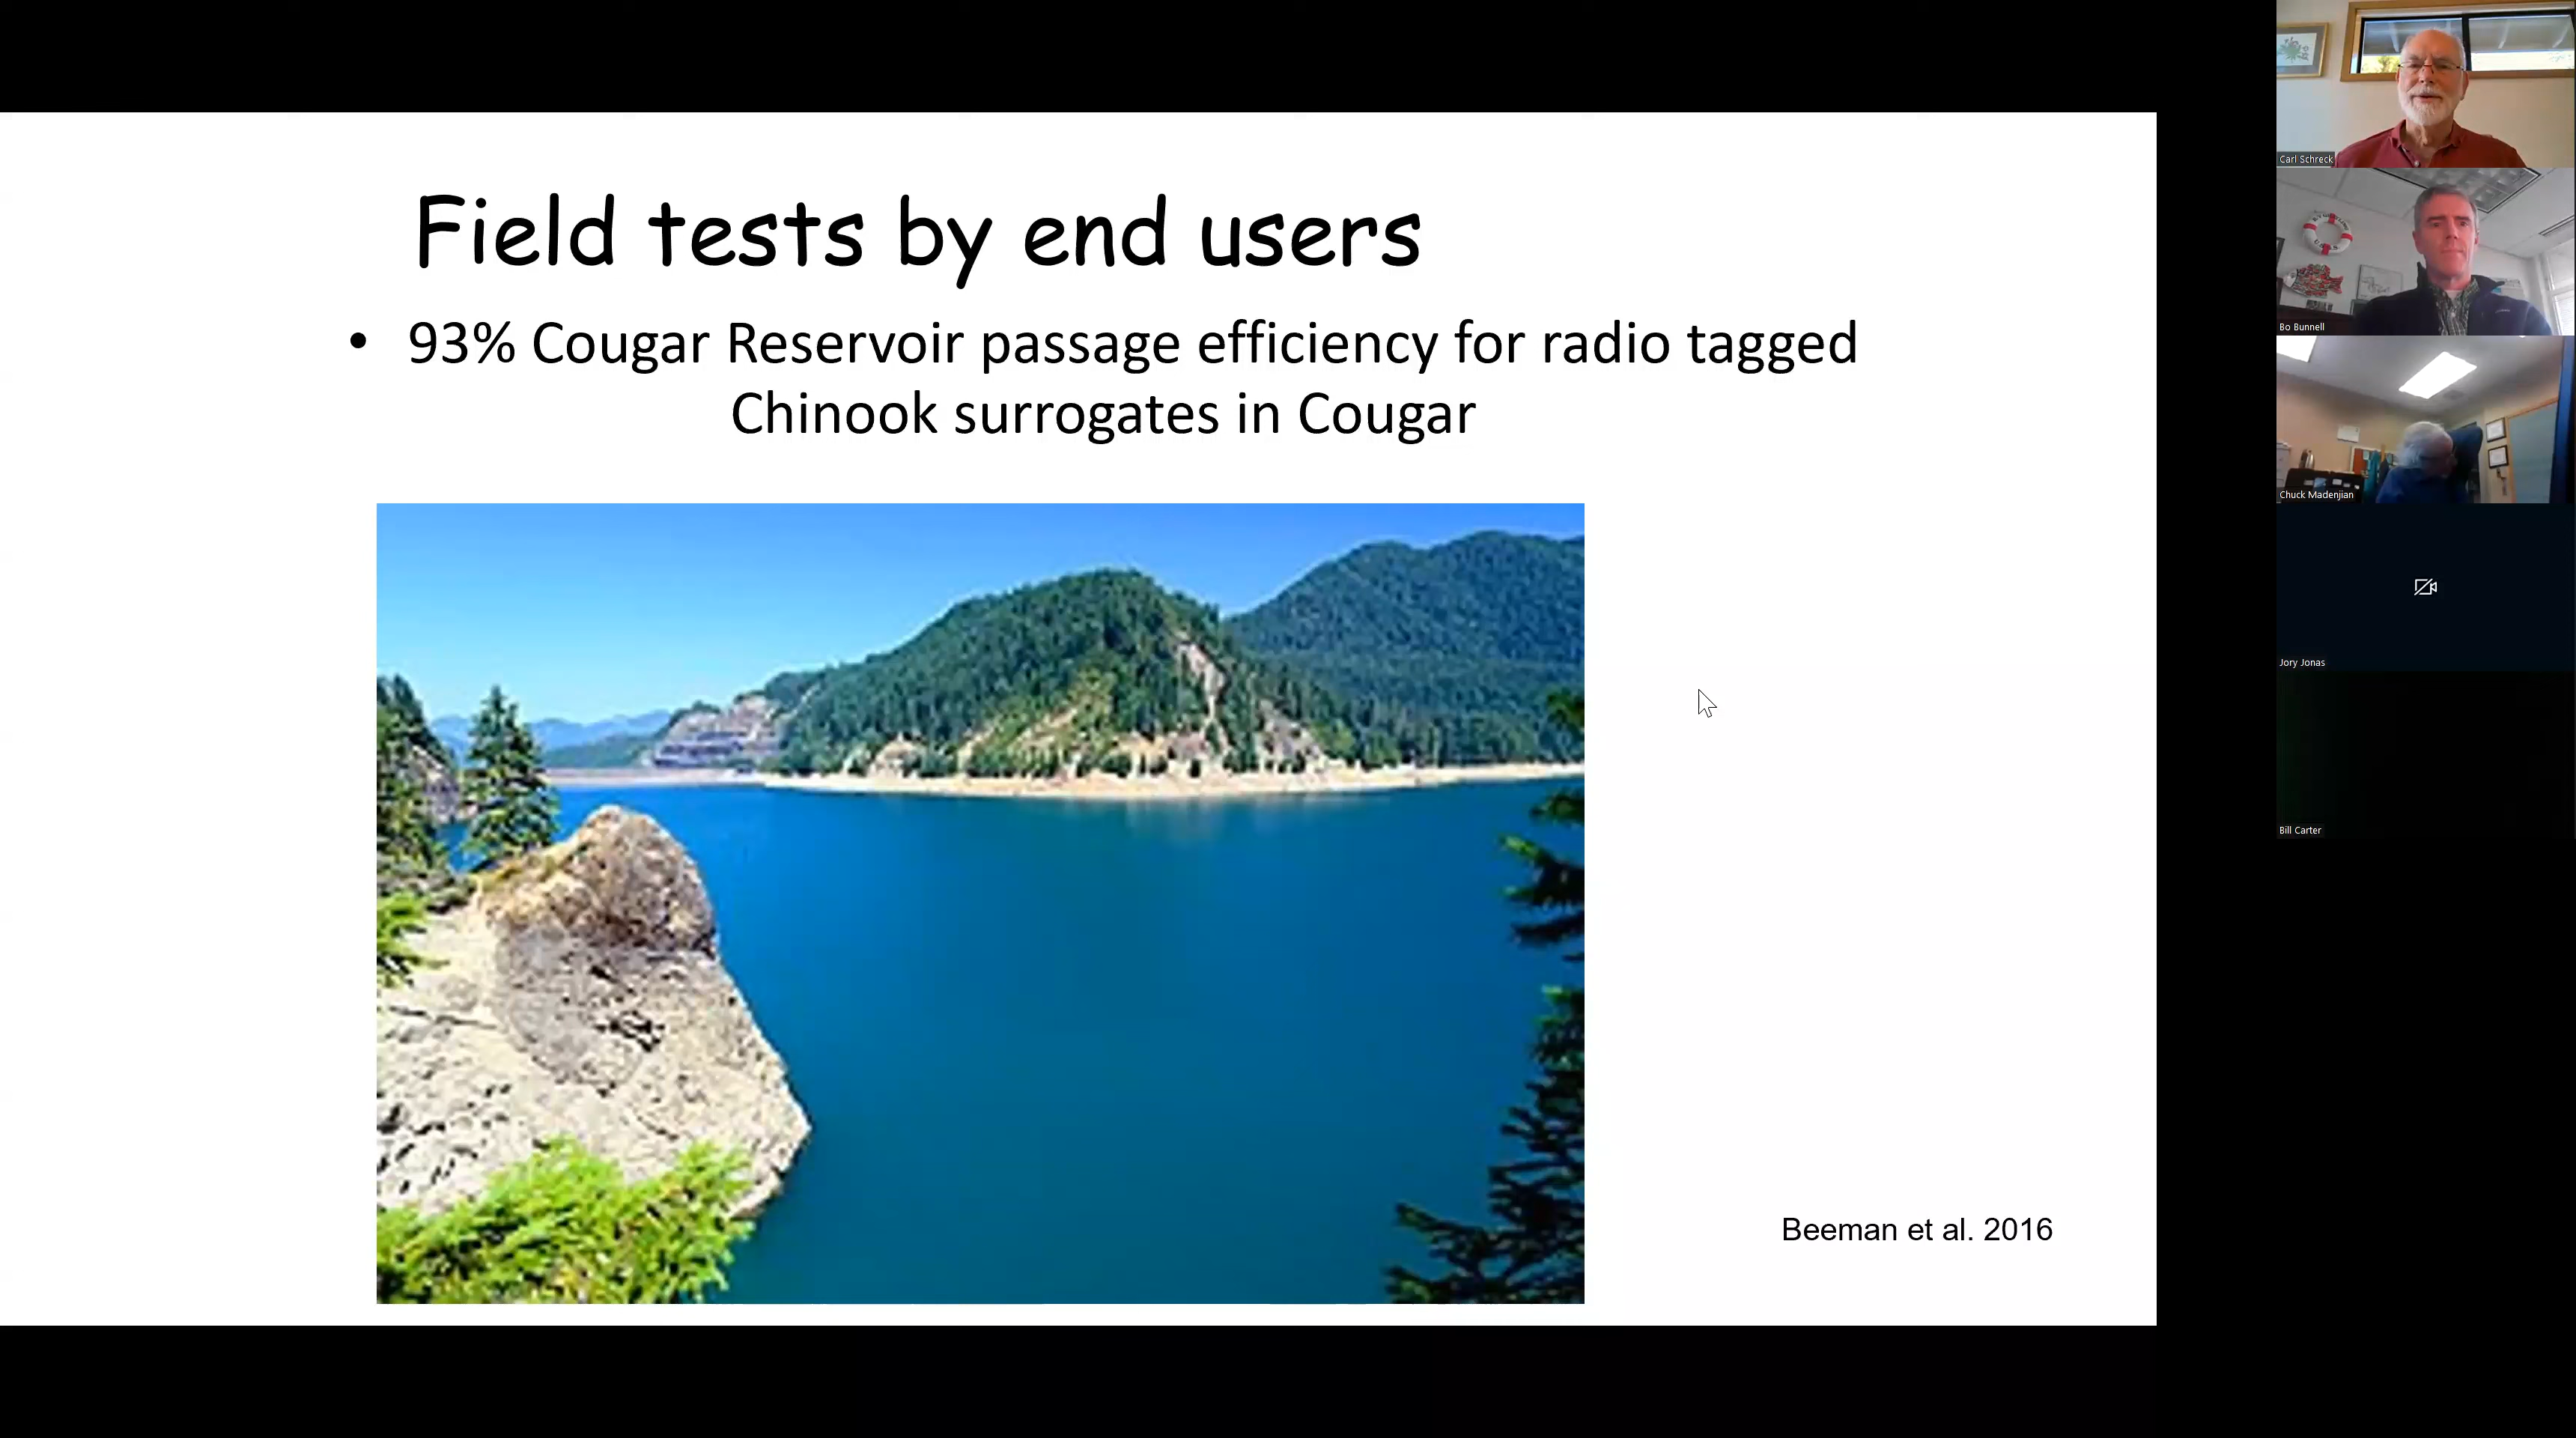 Field tests by end users
• 93% Cougar Reservoir passage efficiency for radio tagged
Chinook surrogates in Cougar
Beeman et al. 2016
Carl Schreck
Bo Bunnell
Chuck Madenjian
Jory Jonas
Bill Carter